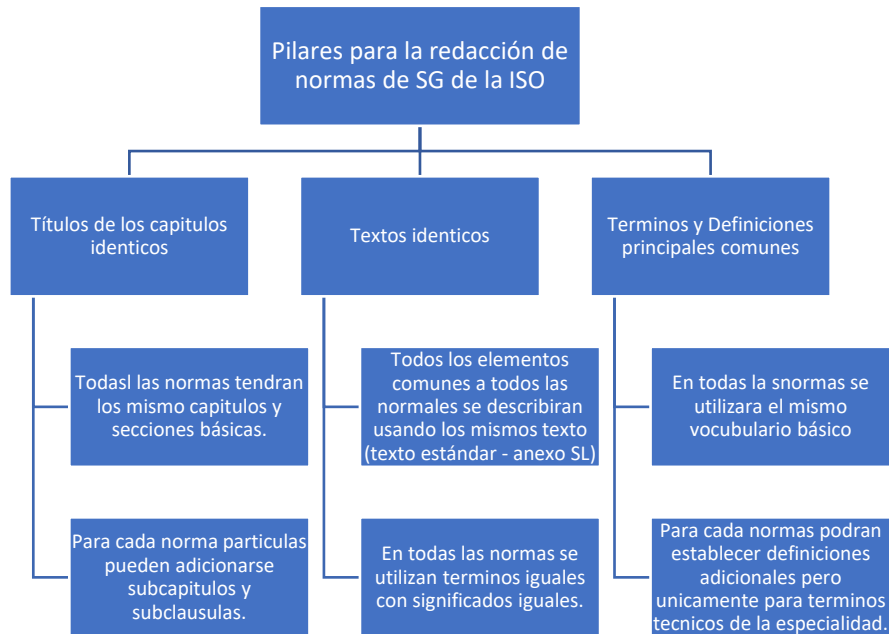 Pilares para la redacción de
normas de SG de la ISO
Títulos de los capitulos
identicos
Todasl las normas tendran
los mismo capitulos y
secciones básicas.
Para cada norma particulas
pueden adicionarse
subcapitulos y
subclausulas.
Textos identicos
Todos los elementos
comunes a todos las
normales se describiran
usando los mismos texto
(texto estándar - anexo SL)
En todas las normas se
utilizan terminos iguales
con significados iguales.
Terminos y Definiciones
principales comunes
En todas la snormas se
utilizara el mismo
vocubulario básico
Para cada normas podran
establecer definiciones
adicionales pero
unicamente para terminos
tecnicos de la especialidad.